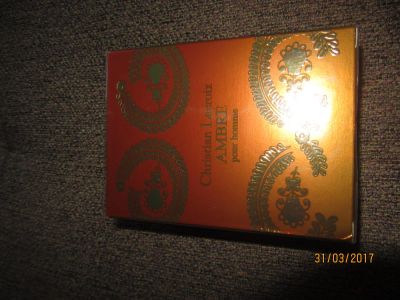 Christian Lacroix
AMBRE
pour homme
31/03/2017